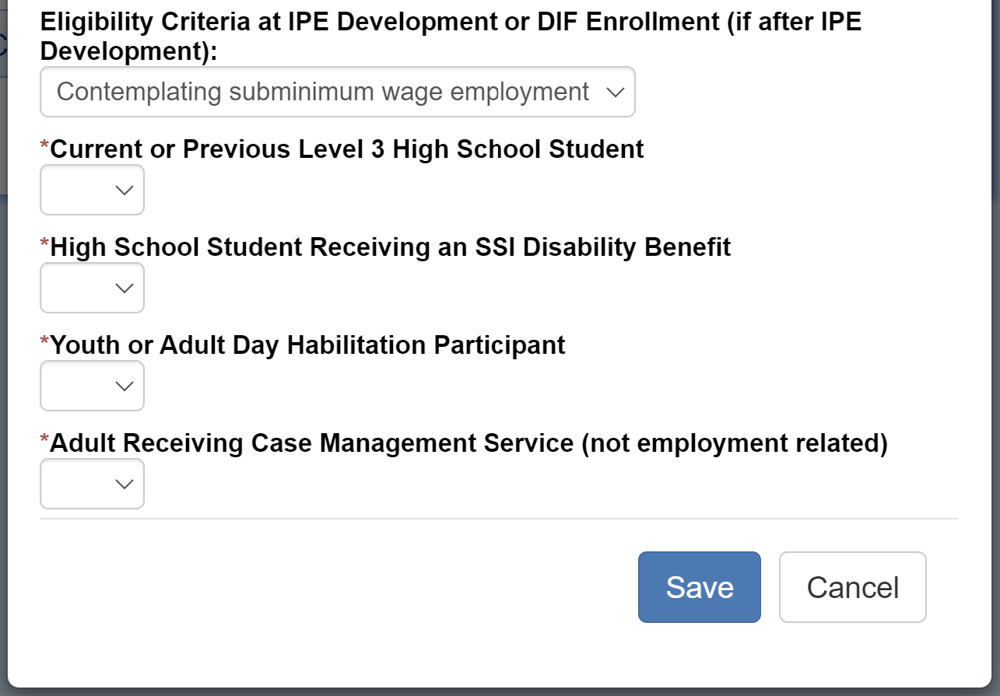 Eligibility Criteria at IPE Development or DIF Enrollment (if after IPE
Development):
Contemplating subminimum wage employment
*Current or Previous Level 3 High School Student
*High School Student Receiving an SSI Disability Benefit
*Youth or Adult Day Habilitation Participant
*Adult Receiving Case Management Service (not employment related)
Save Cancel